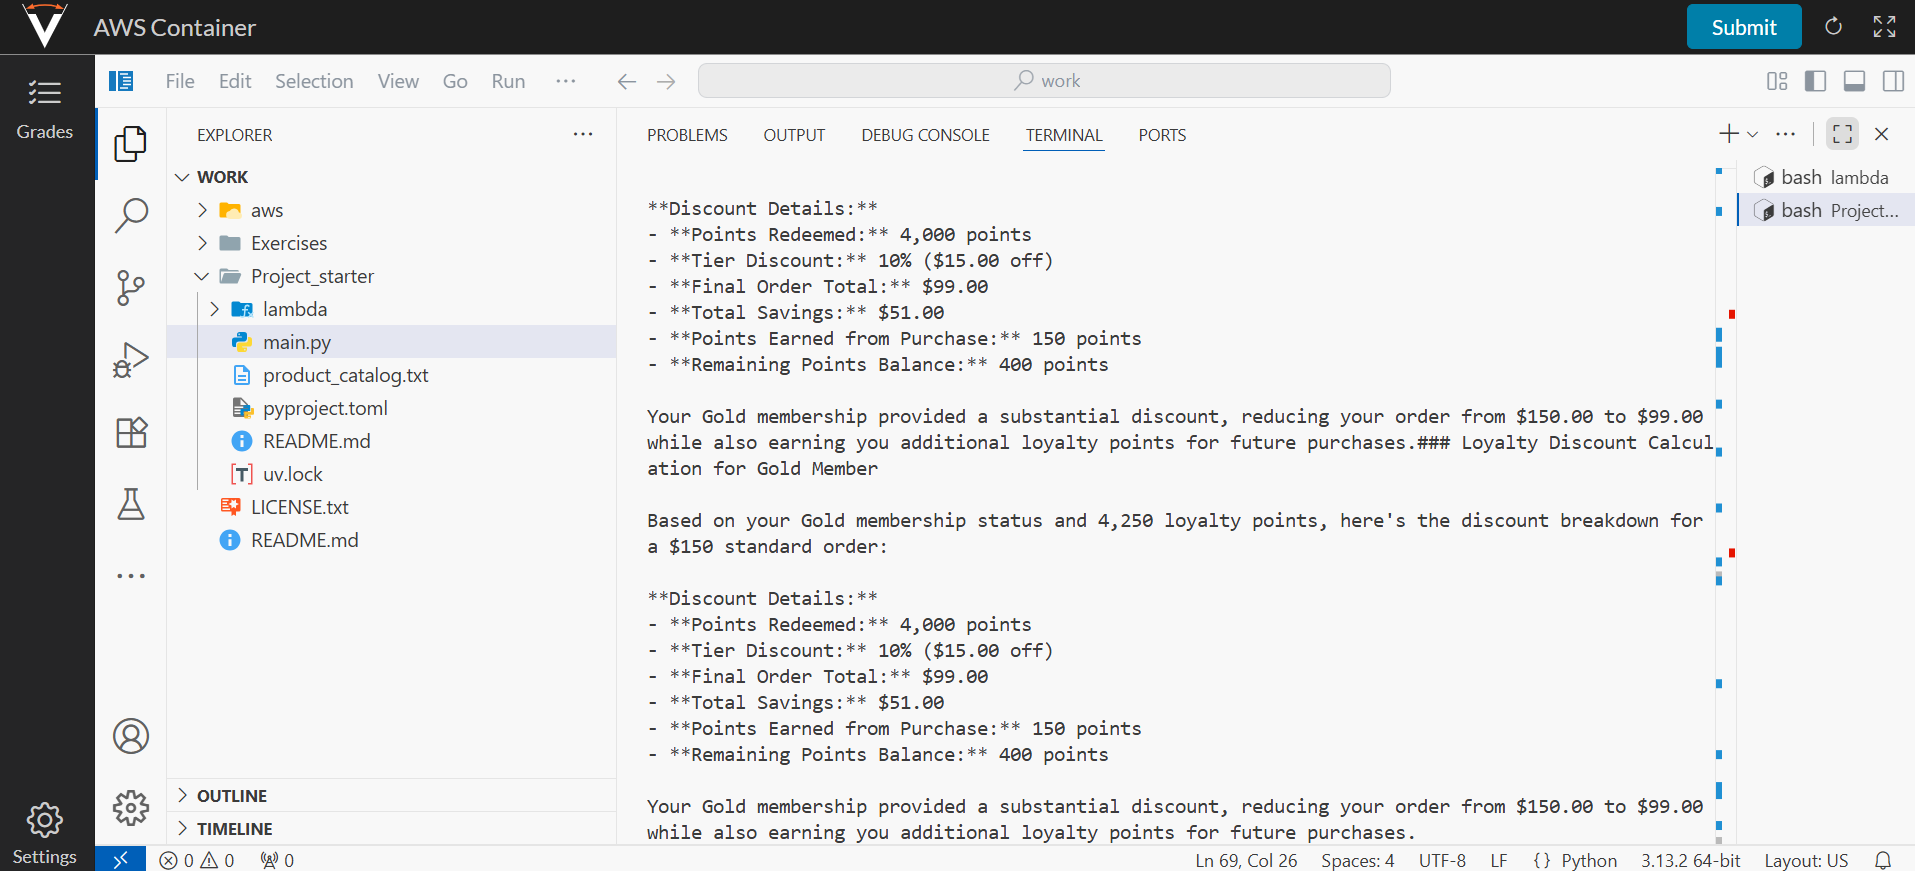 AWS Container
Submit
Grades
Settings
File Edit Selection View Go Run ···
work
EXPLORER
WORK
aws
Exercises
Project_starter
lambda
main.py
product_catalog.txt
pyproject.toml
README.md
uv.lock
LICENSE.txt
README.md
OUTLINE
TIMELINE
PROBLEMS OUTPUT DEBUG CONSOLE TERMINAL PORTS
**Discount Details:**
- **Points Redeemed:** 4,000 points
- **Tier Discount:** 10% ($15.00 off)
- **Final Order Total:** $99.00
- **Total Savings:** $51.00
- **Points Earned from Purchase:** 150 points
- **Remaining Points Balance:** 400 points
Your Gold membership provided a substantial discount, reducing your order from $150.00 to $99.00
while also earning you additional loyalty points for future purchases.### Loyalty Discount Calcul
ation for Gold Member
Based on your Gold membership status and 4,250 loyalty points, here's the discount breakdown for
a $150 standard order:
**Discount Details:**
- **Points Redeemed:** 4,000 points
- **Tier Discount:** 10% ($15.00 off)
- **Final Order Total:** $99.00
- **Total Savings:** $51.00
- **Points Earned from Purchase:** 150 points
- **Remaining Points Balance:** 400 points
Your Gold membership provided a substantial discount, reducing your order from $150.00 to $99.00
while also earning you additional loyalty points for future purchases.
bash lambda
bash Project...
0 0 0
Ln 69, Col 26 Spaces: 4 UTF-8 LF {} Python 3.13.2 64-bit Layout: US